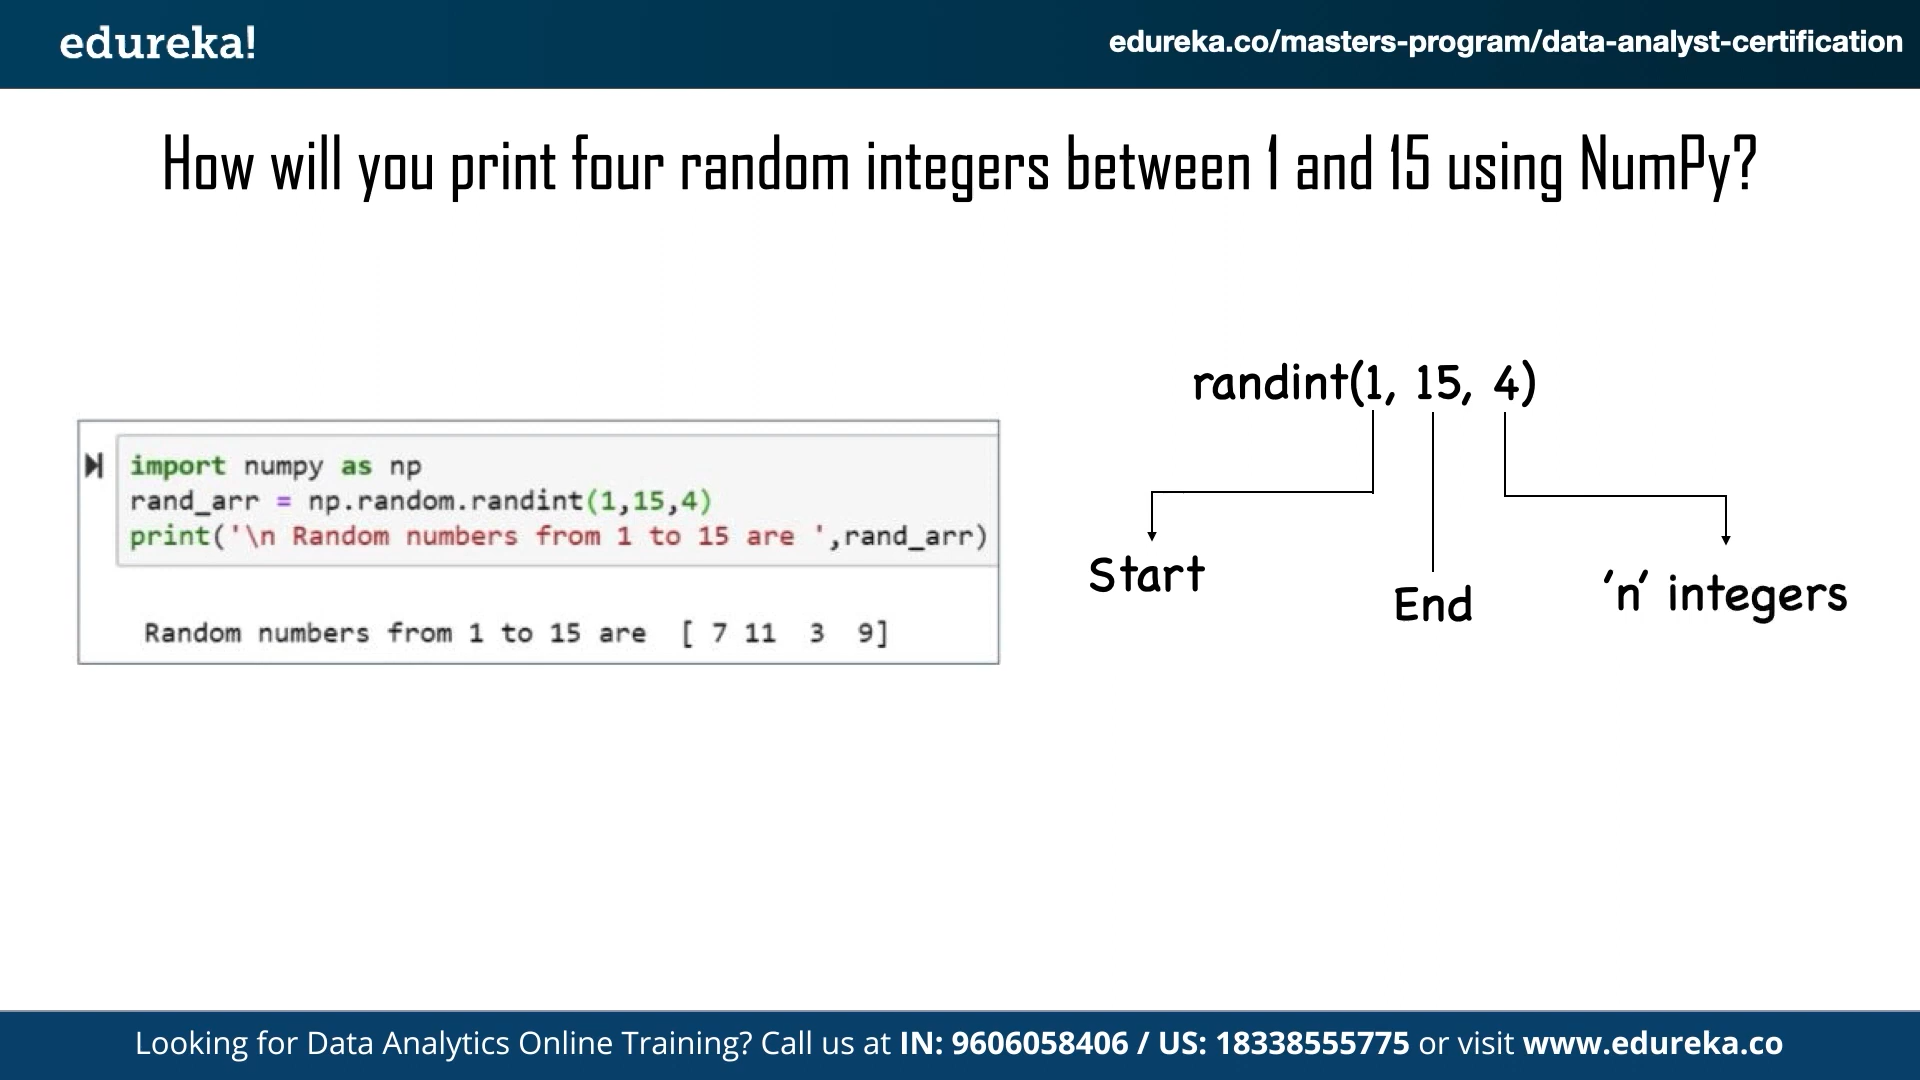 edureka!
edureka.co/masters-program/data-analyst-certification
How will you print four random integers between 1 and 15 using NumPy?
import numpy as np
rand_arr = np.random.randint(1,15,4)
print('\n Random numbers from 1 to 15 are ',rand_arr)
Random numbers from 1 to 15 are  [ 7 11  3  9]
randint(1, 15, 4)
Start
End
'n' integers
Looking for Data Analytics Online Training? Call us at IN: 9606058406 / US: 18338555775 or visit www.edureka.co